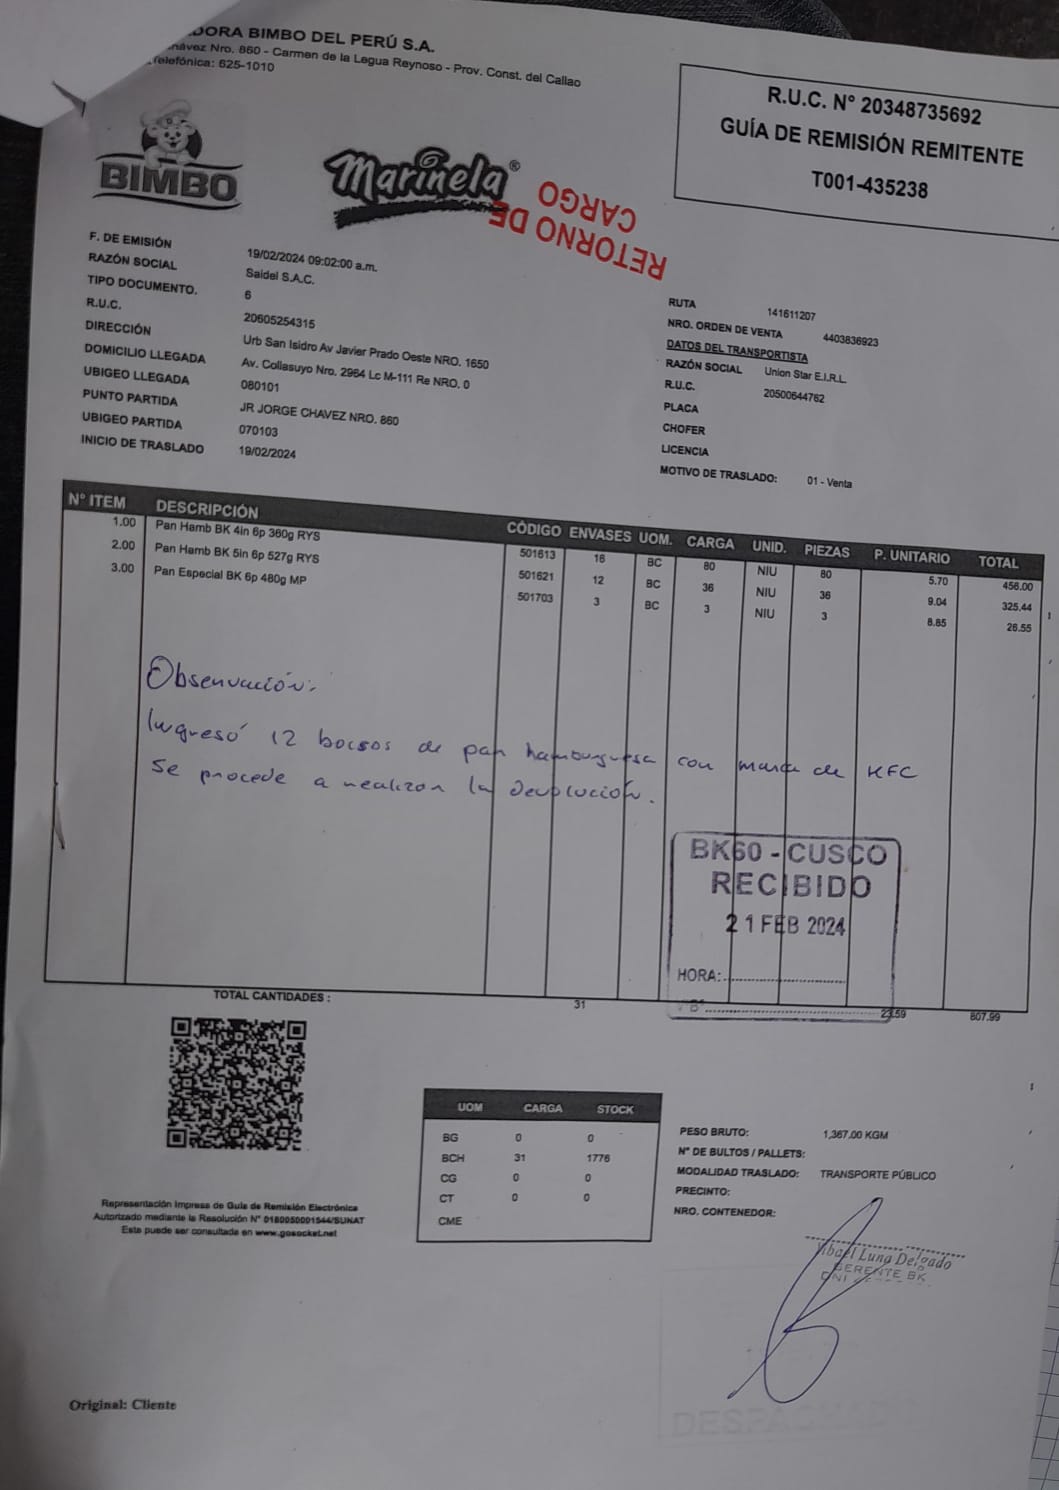 DORA BIMBO DEL PERÚ S.A.
hávez Nro. 860 - Carmen de la Legua Reynoso - Prov. Const. del Callao
Telefónica: 625-1010
R.U.C. N° 20348735692
GUÍA DE REMISIÓN REMITENTE
T001-435238
BIMBO
Marinela®
RETORNO DE
CARGO
F. DE EMISIÓN 19/02/2024 09:02:00 a.m.
RAZÓN SOCIAL Saidel S.A.C.
TIPO DOCUMENTO. 6
R.U.C. 20605254315
DIRECCIÓN Urb San Isidro Av Javier Prado Oeste NRO. 1650
DOMICILIO LLEGADA Av. Collasuyo Nro. 2964 Lc M-111 Re NRO. 0
UBIGEO LLEGADA 080101
PUNTO PARTIDA JR JORGE CHAVEZ NRO. 860
UBIGEO PARTIDA 070103
INICIO DE TRASLADO 19/02/2024
RUTA 141611207
NRO. ORDEN DE VENTA 4403836923
DATOS DEL TRANSPORTISTA
RAZÓN SOCIAL Union Star E.I.R.L.
R.U.C. 20500644762
PLACA
CHOFER
LICENCIA
MOTIVO DE TRASLADO: 01 - Venta
N° ITEM DESCRIPCIÓN CÓDIGO ENVASES UOM. CARGA UNID. PIEZAS P. UNITARIO TOTAL
1.00 Pan Hamb BK 4in 6p 360g RYS 501613 16 BC 80 NIU 80 5.70 456.00
2.00 Pan Hamb BK 5in 6p 527g RYS 501621 12 BC 36 NIU 36 9.04 325.44
3.00 Pan Especial BK 6p 480g MP 501703 3 BC 3 NIU 3 8.85 26.55
Observación:
Ingresó 12 bolsas de pan hamburguesa con marca de KFC
Se procede a realizar la devolución.
BK60 - CUSCO
RECIBIDO
21 FEB 2024
HORA:
V°B°
TOTAL CANTIDADES : 31 23.59 807.99
UOM CARGA STOCK
BG 0 0
BCH 31 1776
CG 0 0
CT 0 0
CME
PESO BRUTO: 1,367.00 KGM
N° DE BULTOS / PALLETS:
MODALIDAD TRASLADO: TRANSPORTE PÚBLICO
PRECINTO:
NRO. CONTENEDOR:
Representación Impresa de Guía de Remisión Electrónica
Autorizado mediante la Resolución N° 0180050001544/SUNAT
Este puede ser consultada en www.gosocket.net
Luna Delgado
GERENTE BK
DNI
Original: Cliente